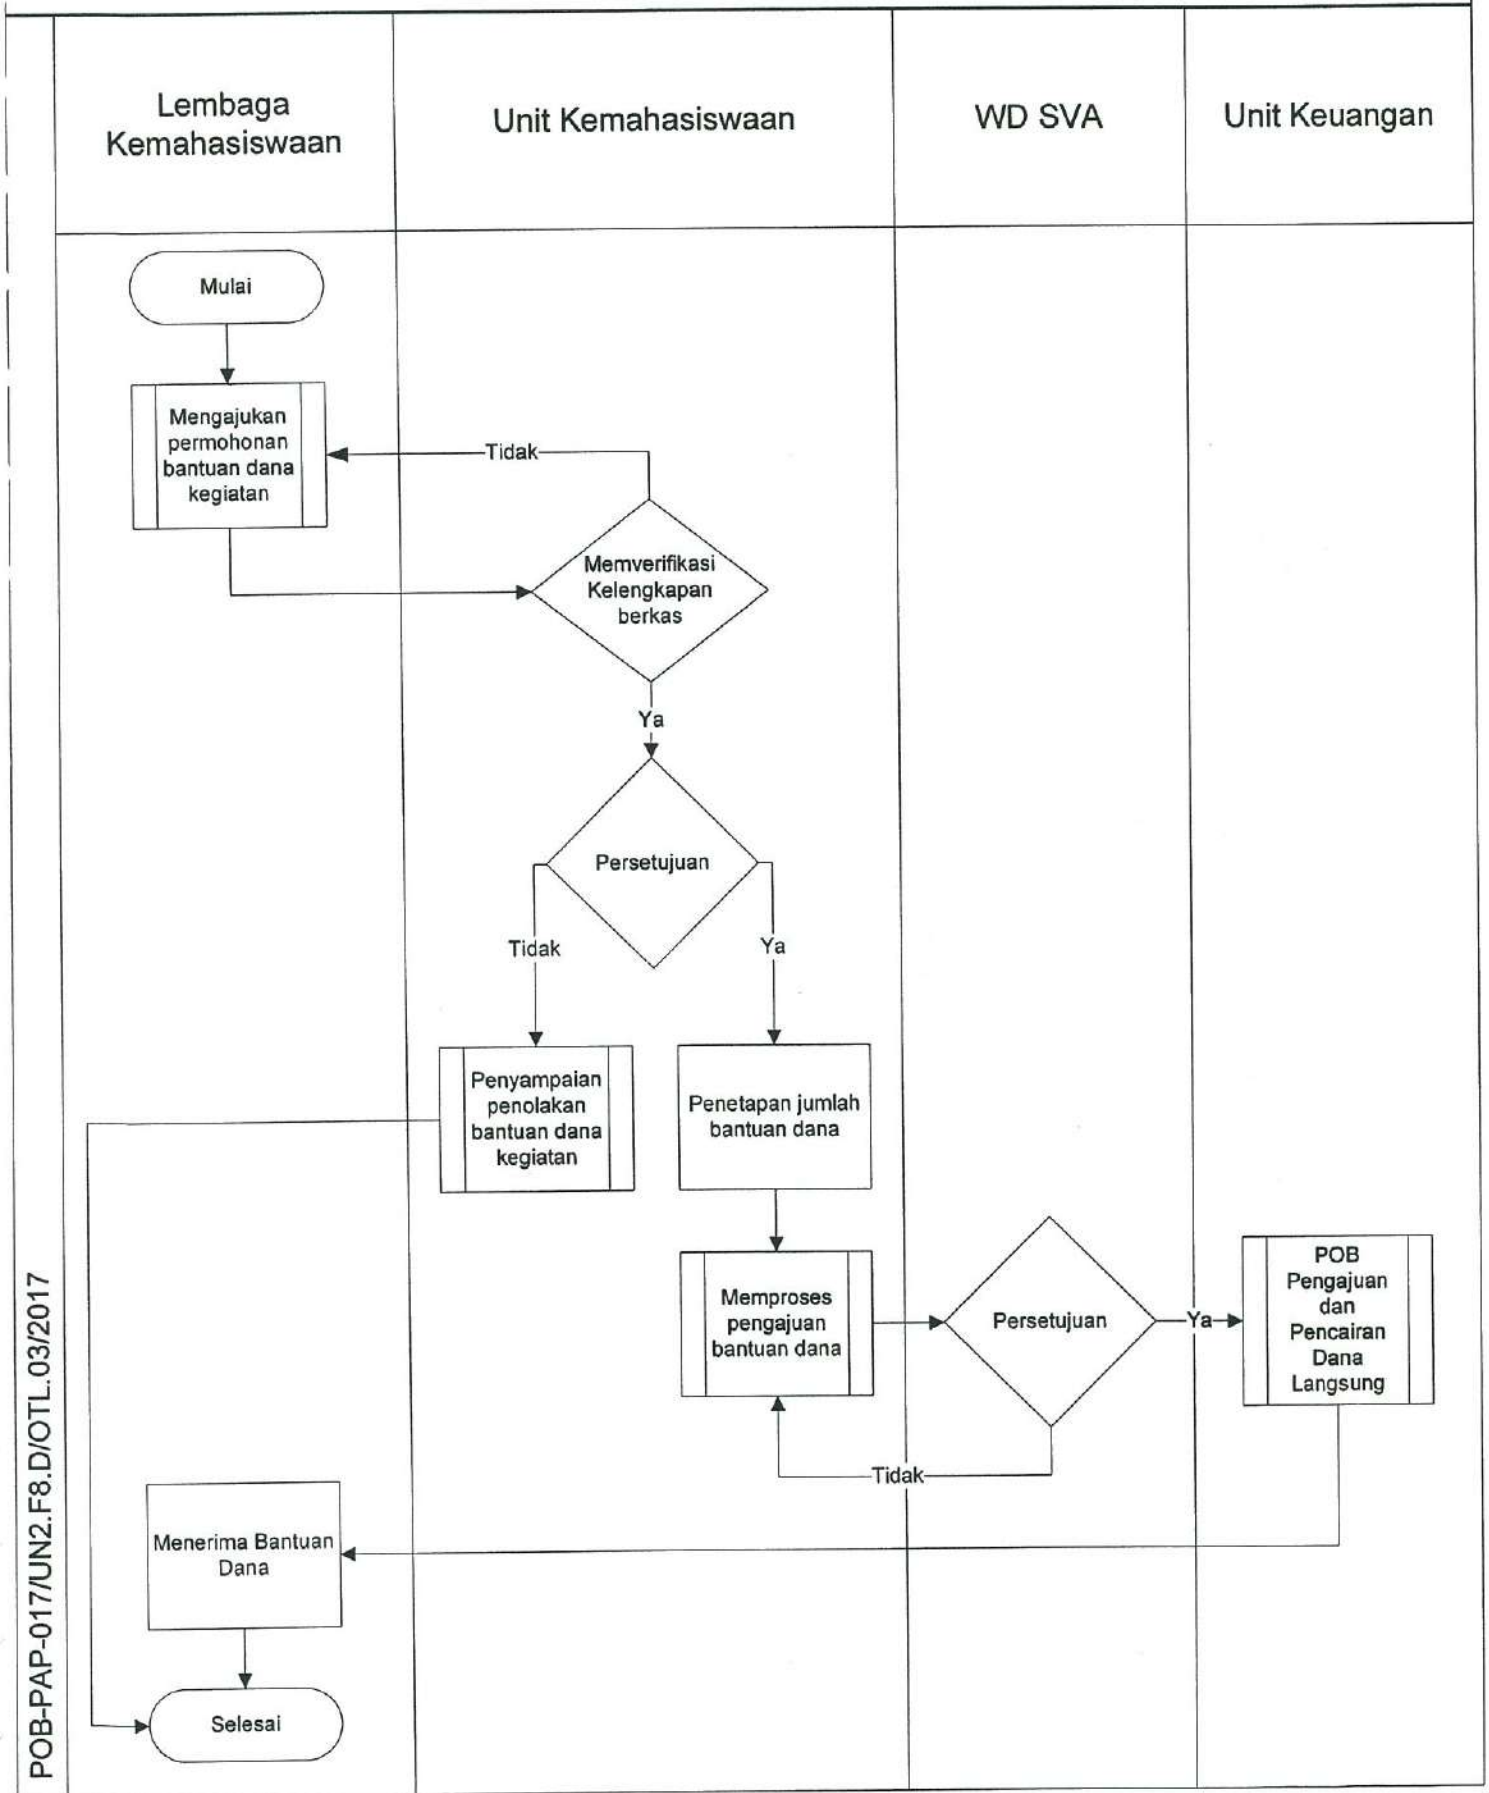 Lembaga
Kemahasiswaan
Unit Kemahasiswaan
WD SVA
Unit Keuangan
Mulai
Mengajukan
permohonan
bantuan dana
kegiatan
Tidak
Memverifikasi
Kelengkapan
berkas
Ya
Persetujuan
Tidak
Ya
Penyampaian
penolakan
bantuan dana
kegiatan
Penetapan jumlah
bantuan dana
Memproses
pengajuan
bantuan dana
Persetujuan
Ya
POB
Pengajuan
dan
Pencairan
Dana
Langsung
Tidak
Menerima Bantuan
Dana
Selesai
POB-PAP-017/UN2.F8.D/OTL.03/2017